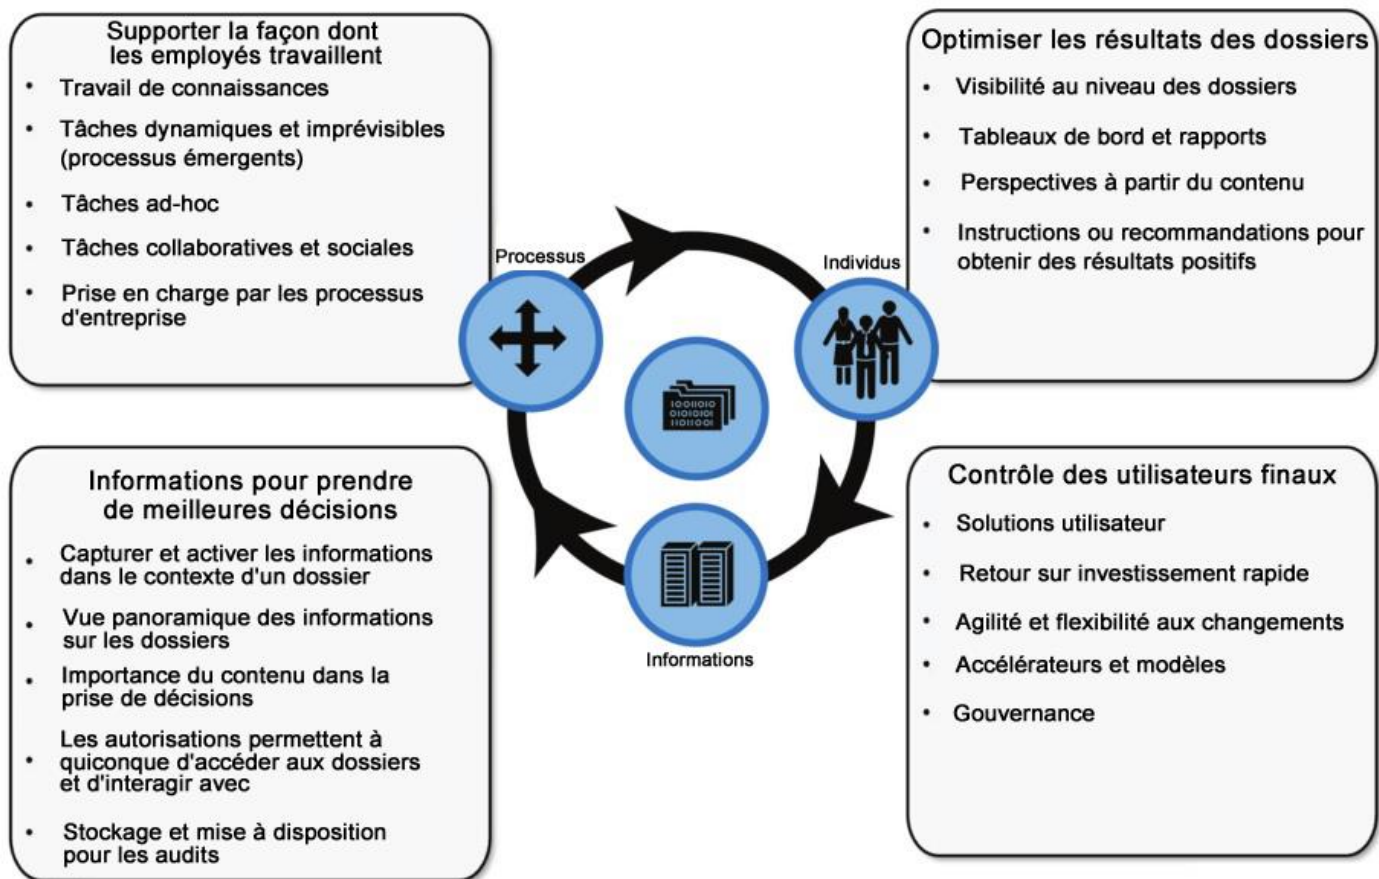 Supporter la façon dont
les employés travaillent
• Travail de connaissances
• Tâches dynamiques et imprévisibles
(processus émergents)
• Tâches ad-hoc
• Tâches collaboratives et sociales
• Prise en charge par les processus
d'entreprise
Optimiser les résultats des dossiers
• Visibilité au niveau des dossiers
• Tableaux de bord et rapports
• Perspectives à partir du contenu
• Instructions ou recommandations pour
obtenir des résultats positifs
Processus
Individus
10011010
01010101
11011001
Informations
Informations pour prendre
de meilleures décisions
• Capturer et activer les informations
dans le contexte d'un dossier
• Vue panoramique des informations
sur les dossiers
• Importance du contenu dans la
prise de décisions
• Les autorisations permettent à
quiconque d'accéder aux dossiers
et d'interagir avec
• Stockage et mise à disposition
pour les audits
Contrôle des utilisateurs finaux
• Solutions utilisateur
• Retour sur investissement rapide
• Agilité et flexibilité aux changements
• Accélérateurs et modèles
• Gouvernance